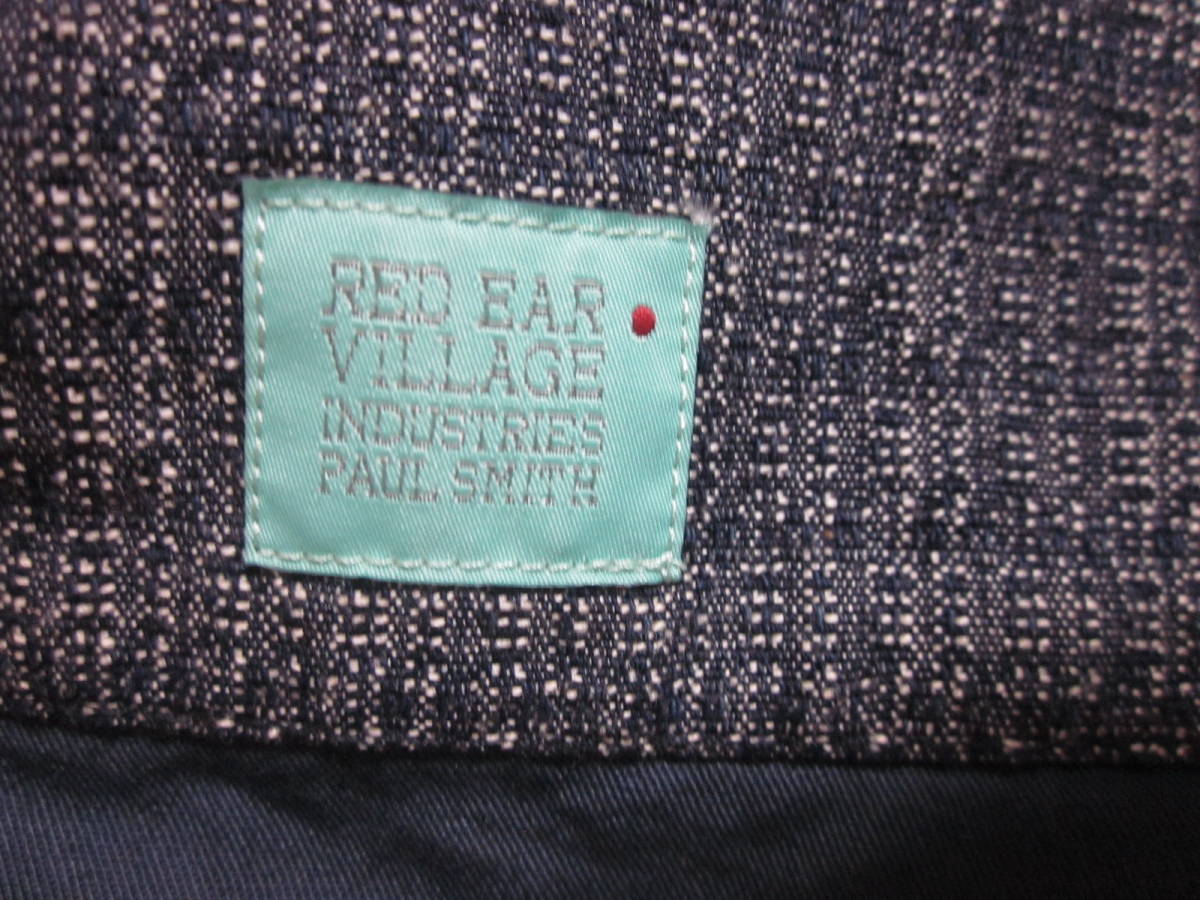 RED EAR
VILLAGE
INDUSTRIES
PAUL SMITH